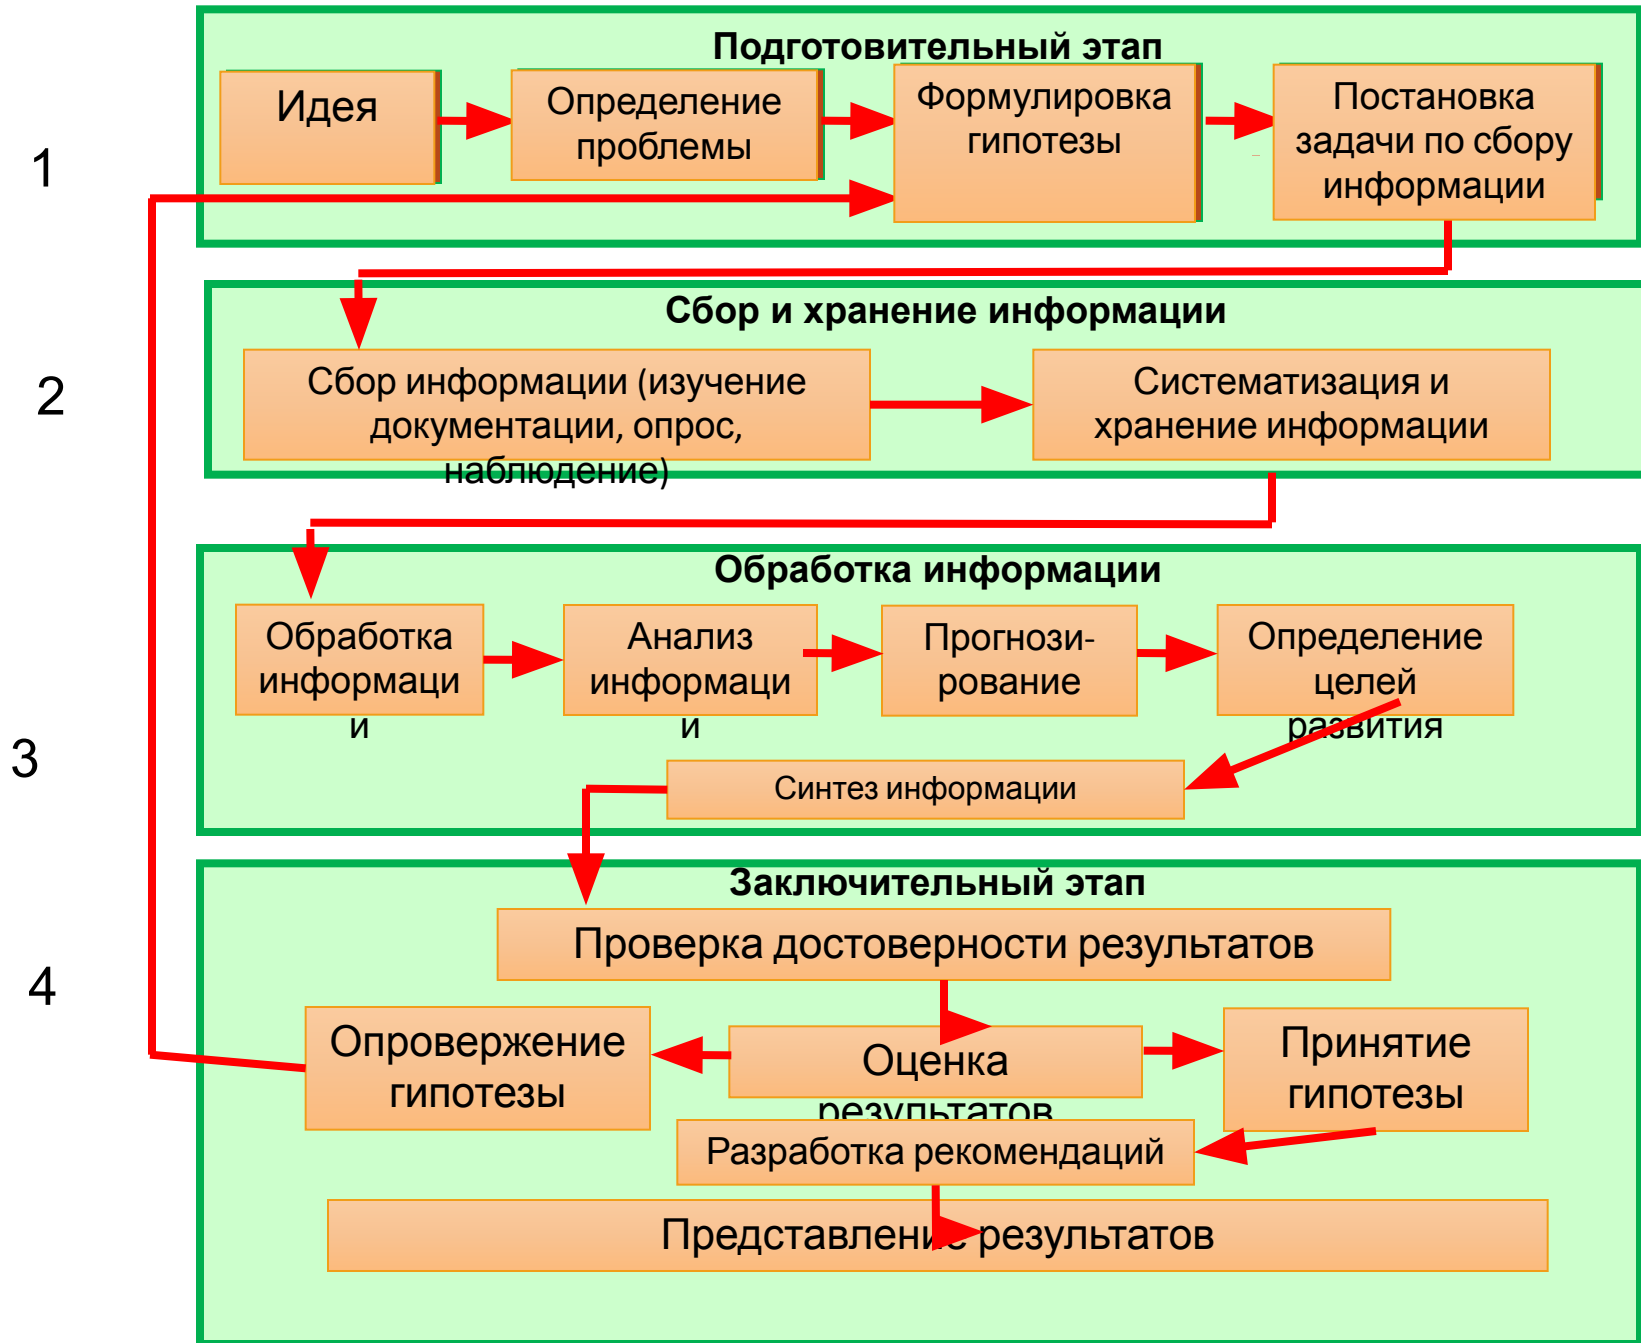 Подготовительный этап
1
Идея
Определение
проблемы
Формулировка
гипотезы
Постановка
задачи по сбору
информации
Сбор и хранение информации
2
Сбор информации (изучение
документации, опрос,
наблюдение)
Систематизация и
хранение информации
Обработка информации
3
Обработка
информаци
и
Анализ
информаци
и
Прогнози-
рование
Определение
целей
развития
Синтез информации
Заключительный этап
4
Проверка достоверности результатов
Опровержение
гипотезы
Оценка
результатов
Принятие
гипотезы
Разработка рекомендаций
Представление результатов